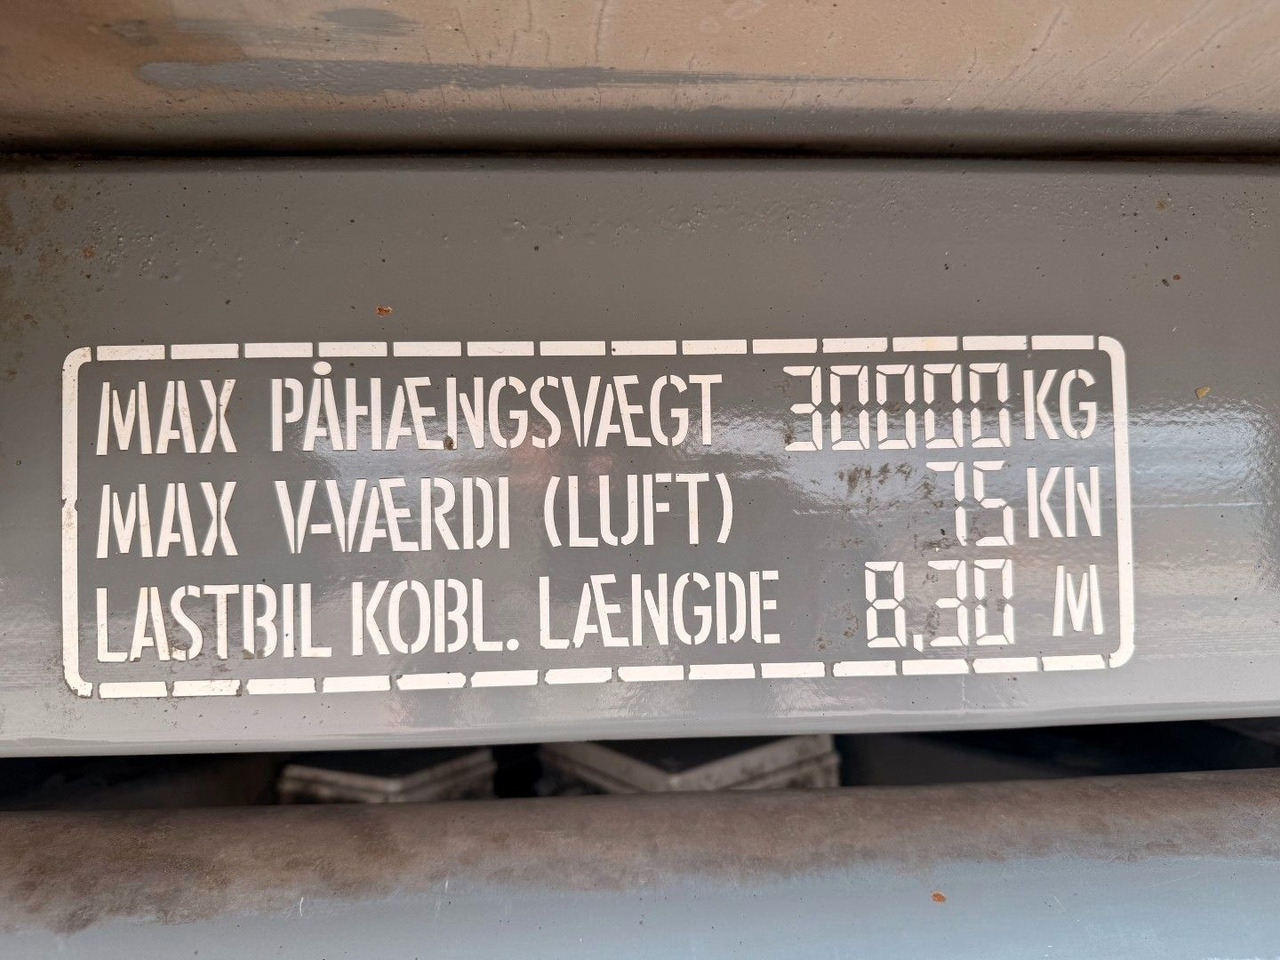 MAX PÅHÆNGSVÆGT 30000 KG
MAX V-VÆRDI (LUFT) 75 KN
LASTBIL KOBL. LÆNGDE 8,30 M